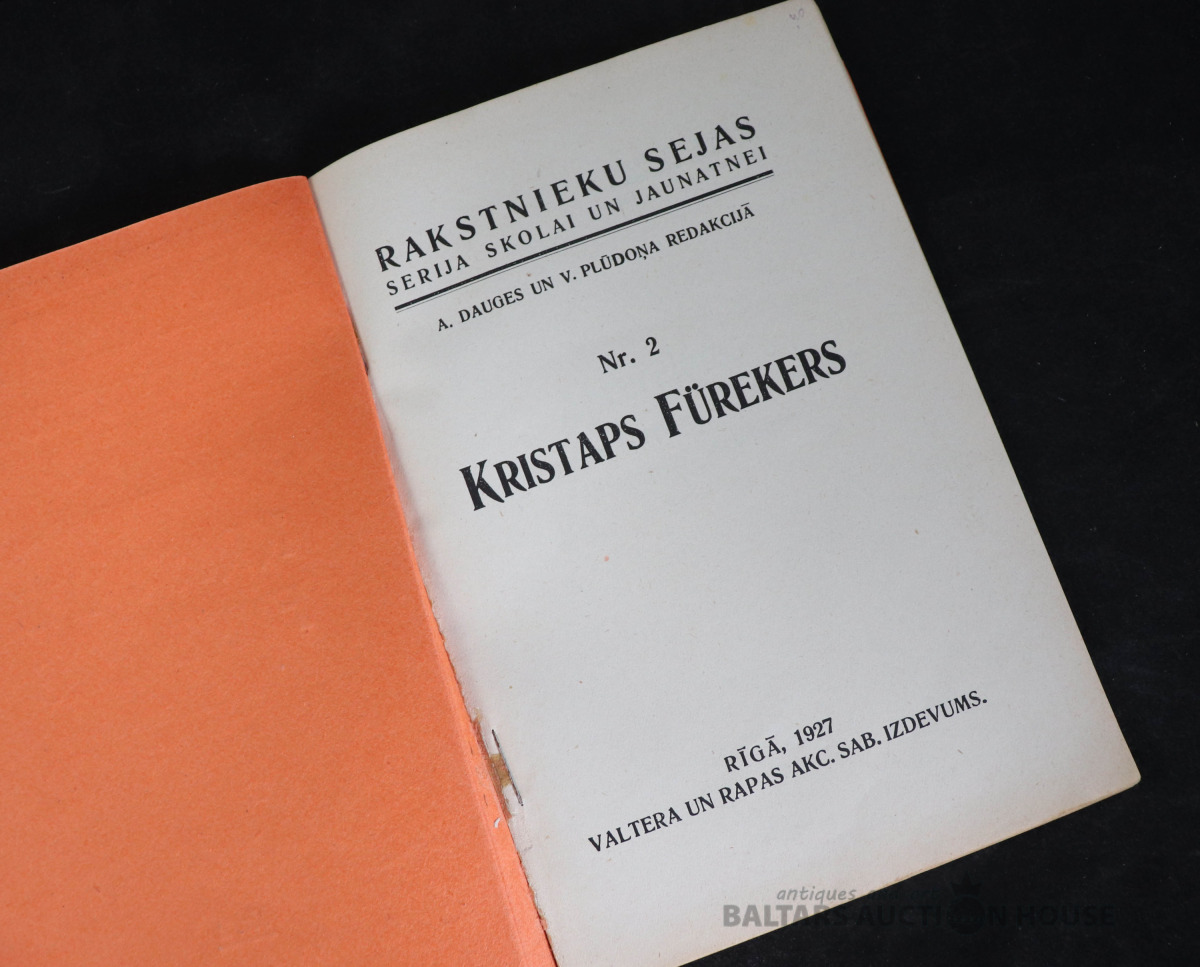 RAKSTNIEKU SEJAS
SERIJA SKOLAI UN JAUNATNEI
A. DAUGES UN V. PLŪDOŅA REDAKCIJĀ
Nr. 2
KRISTAPS FÜREKERS
RĪGĀ, 1927
VALTERA UN RAPAS AKC. SAB. IZDEVUMS.
antiques
BALTARS AUCTION HOUSE